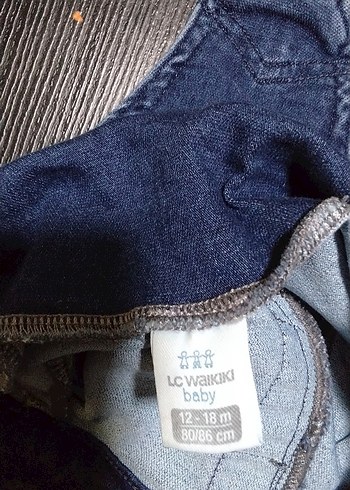 LC WAIKIKI
baby
12 - 18 m
80/86 cm